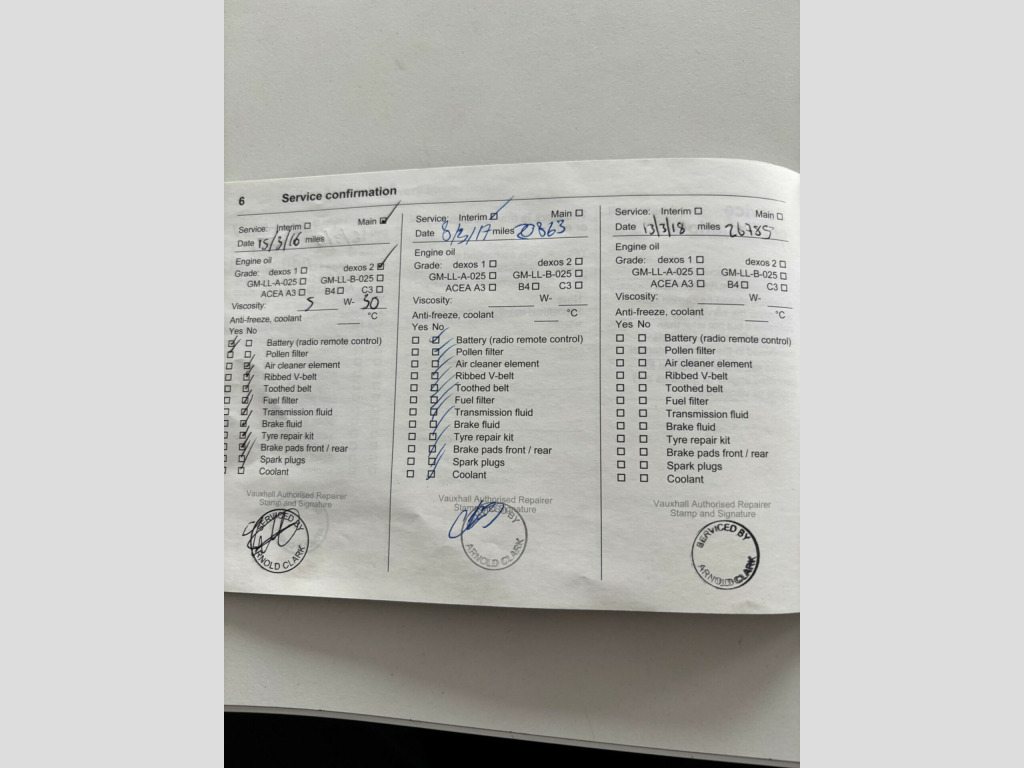 6 Service confirmation
Service: Interim ☐ Main ☑
Date 15/3/16 miles
Engine oil
Grade: dexos 1 ☐ dexos 2 ☑
GM-LL-A-025 ☐ GM-LL-B-025 ☐
ACEA A3 ☐ B4 ☐ C3 ☐
Viscosity: 5 W- 30
Anti-freeze, coolant °C
Yes No
Battery (radio remote control)
Pollen filter
Air cleaner element
Ribbed V-belt
Toothed belt
Fuel filter
Transmission fluid
Brake fluid
Tyre repair kit
Brake pads front / rear
Spark plugs
Coolant
Vauxhall Authorised Repairer
Stamp and Signature
SERVICED BY
ARNOLD CLARK
Service: Interim ☑ Main ☐
Date 8/3/17 miles 20863
Engine oil
Grade: dexos 1 ☐ dexos 2 ☐
GM-LL-A-025 ☐ GM-LL-B-025 ☐
ACEA A3 ☐ B4 ☐ C3 ☐
Viscosity: W-
Anti-freeze, coolant °C
Yes No
Battery (radio remote control)
Pollen filter
Air cleaner element
Ribbed V-belt
Toothed belt
Fuel filter
Transmission fluid
Brake fluid
Tyre repair kit
Brake pads front / rear
Spark plugs
Coolant
Vauxhall Authorised Repairer
Stamp and Signature
SERVICED BY
ARNOLD CLARK
Service: Interim ☐ Main ☐
Date 13/3/18 miles 26785
Engine oil
Grade: dexos 1 ☐ dexos 2 ☐
GM-LL-A-025 ☐ GM-LL-B-025 ☐
ACEA A3 ☐ B4 ☐ C3 ☐
Viscosity: W-
Anti-freeze, coolant °C
Yes No
Battery (radio remote control)
Pollen filter
Air cleaner element
Ribbed V-belt
Toothed belt
Fuel filter
Transmission fluid
Brake fluid
Tyre repair kit
Brake pads front / rear
Spark plugs
Coolant
Vauxhall Authorised Repairer
Stamp and Signature
SERVICED BY
ARNOLD CLARK